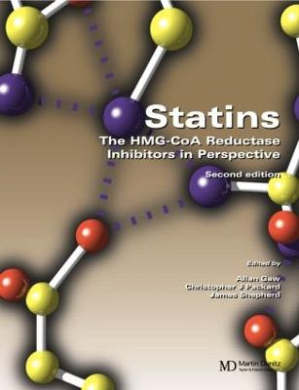 Statins
The HMG-CoA Reductase
Inhibitors in Perspective
Second edition
Edited by
Allan Gaw
Christopher J Packard
James Shepherd
MD Martin Dunitz